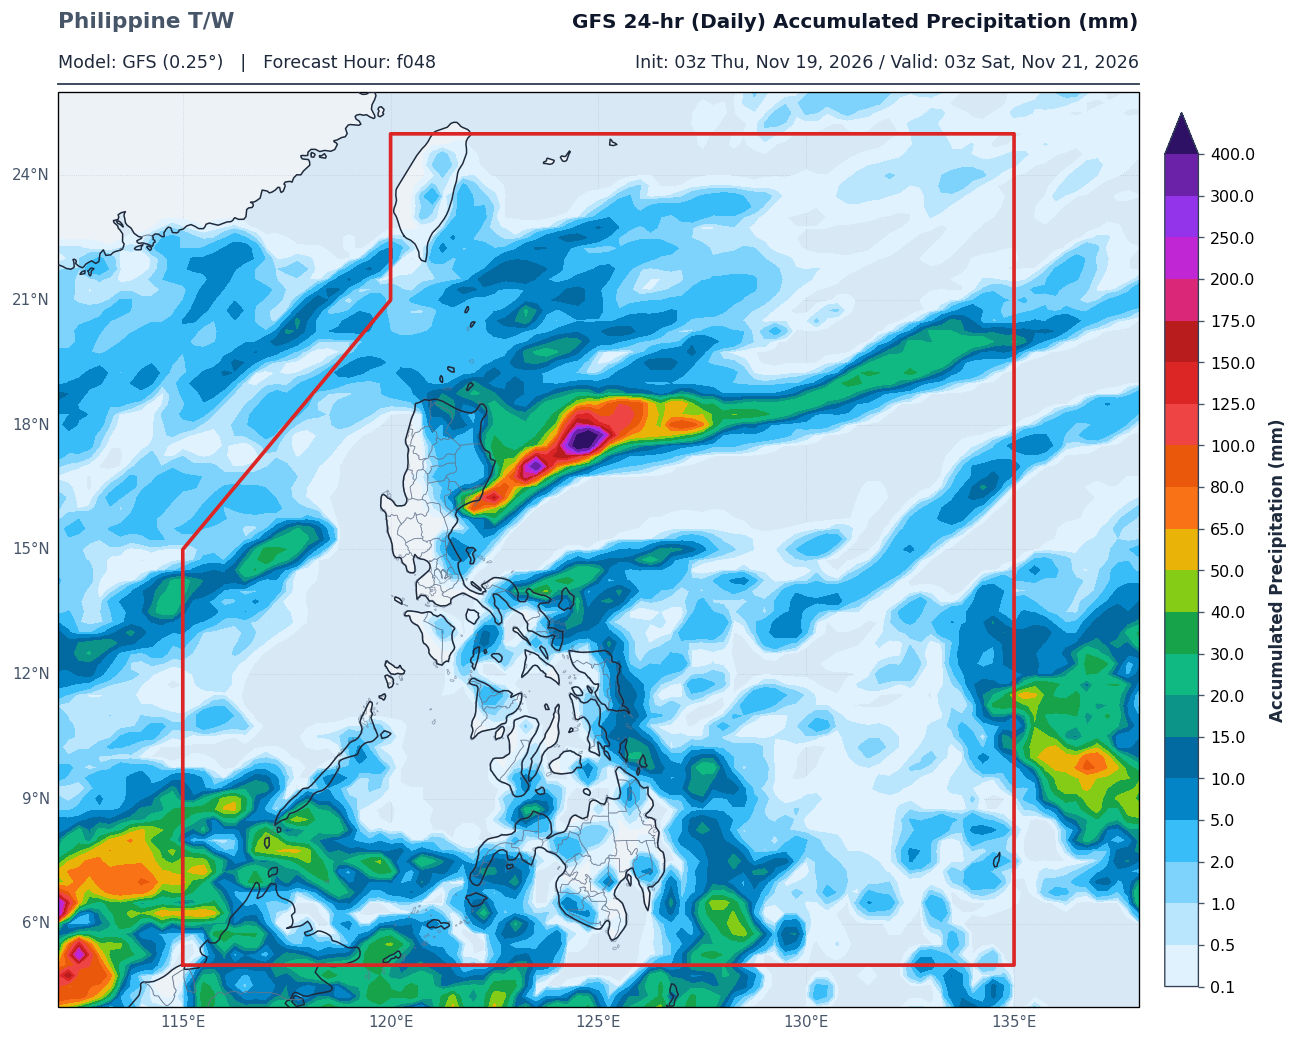 Philippine T/W
GFS 24-hr (Daily) Accumulated Precipitation (mm)
Model: GFS (0.25°)   |   Forecast Hour: f048
Init: 03z Thu, Nov 19, 2026 / Valid: 03z Sat, Nov 21, 2026
24°N
21°N
18°N
15°N
12°N
9°N
6°N
115°E
120°E
125°E
130°E
135°E
400.0
300.0
250.0
200.0
175.0
150.0
125.0
100.0
80.0
65.0
50.0
40.0
30.0
20.0
15.0
10.0
5.0
2.0
1.0
0.5
0.1
Accumulated Precipitation (mm)